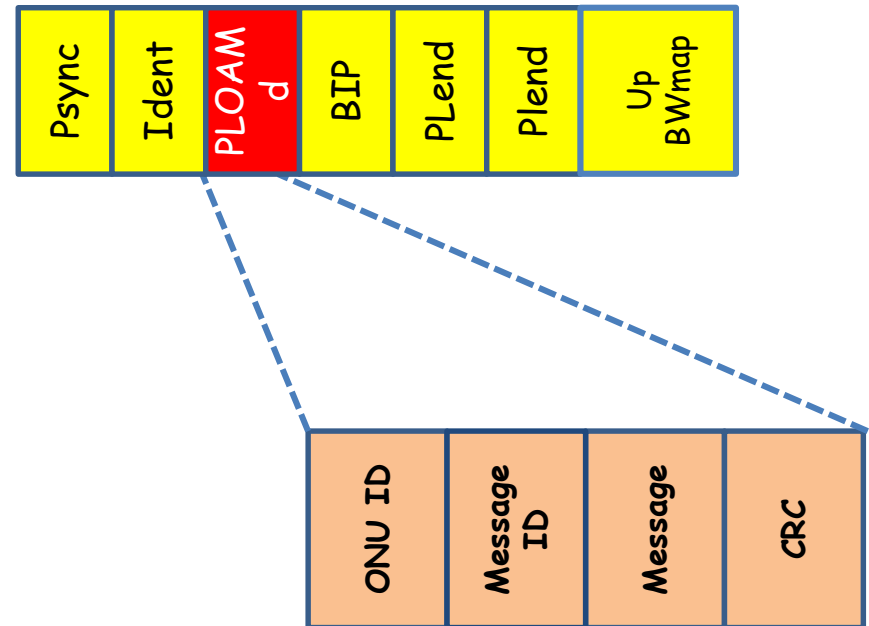 Psync
Ident
PLOAM
d
BIP
PLend
Plend
Up
BWmap
ONU ID
Message
ID
Message
CRC